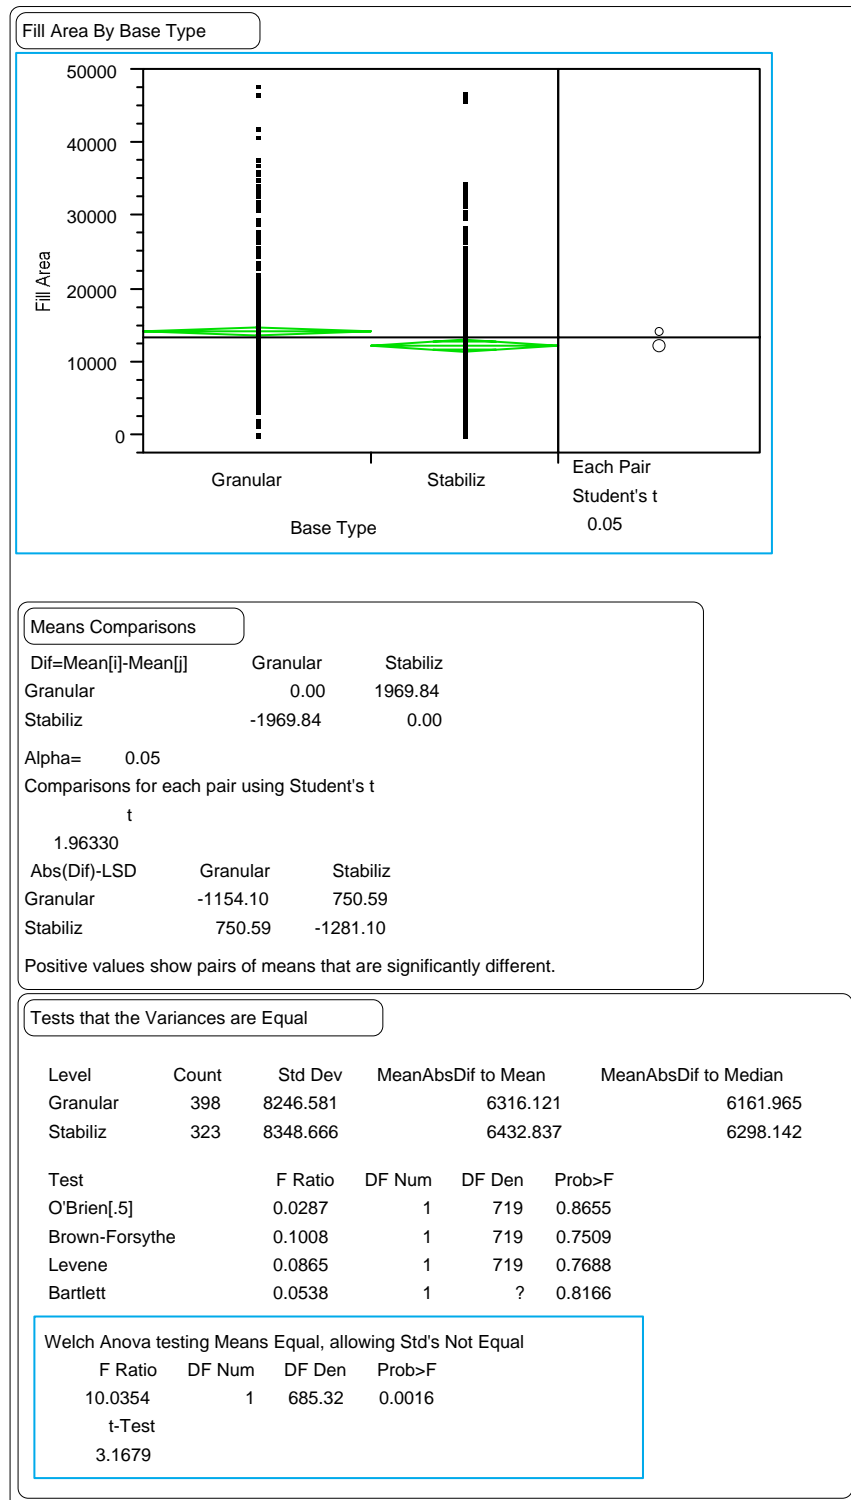 Fill Area By Base Type
50000
40000
30000
20000
10000
0
Fill Area
Granular Stabiliz
Each Pair
Student's t
0.05
Base Type
Means Comparisons
Dif=Mean[i]-Mean[j] Granular Stabiliz
Granular 0.00 1969.84
Stabiliz -1969.84 0.00
Alpha= 0.05
Comparisons for each pair using Student's t
t
1.96330
Abs(Dif)-LSD Granular Stabiliz
Granular -1154.10 750.59
Stabiliz 750.59 -1281.10
Positive values show pairs of means that are significantly different.
Tests that the Variances are Equal
Level Count Std Dev MeanAbsDif to Mean MeanAbsDif to Median
Granular 398 8246.581 6316.121 6161.965
Stabiliz 323 8348.666 6432.837 6298.142
Test F Ratio DF Num DF Den Prob>F
O'Brien[.5] 0.0287 1 719 0.8655
Brown-Forsythe 0.1008 1 719 0.7509
Levene 0.0865 1 719 0.7688
Bartlett 0.0538 1 ? 0.8166
Welch Anova testing Means Equal, allowing Std's Not Equal
F Ratio DF Num DF Den Prob>F
10.0354 1 685.32 0.0016
t-Test
3.1679